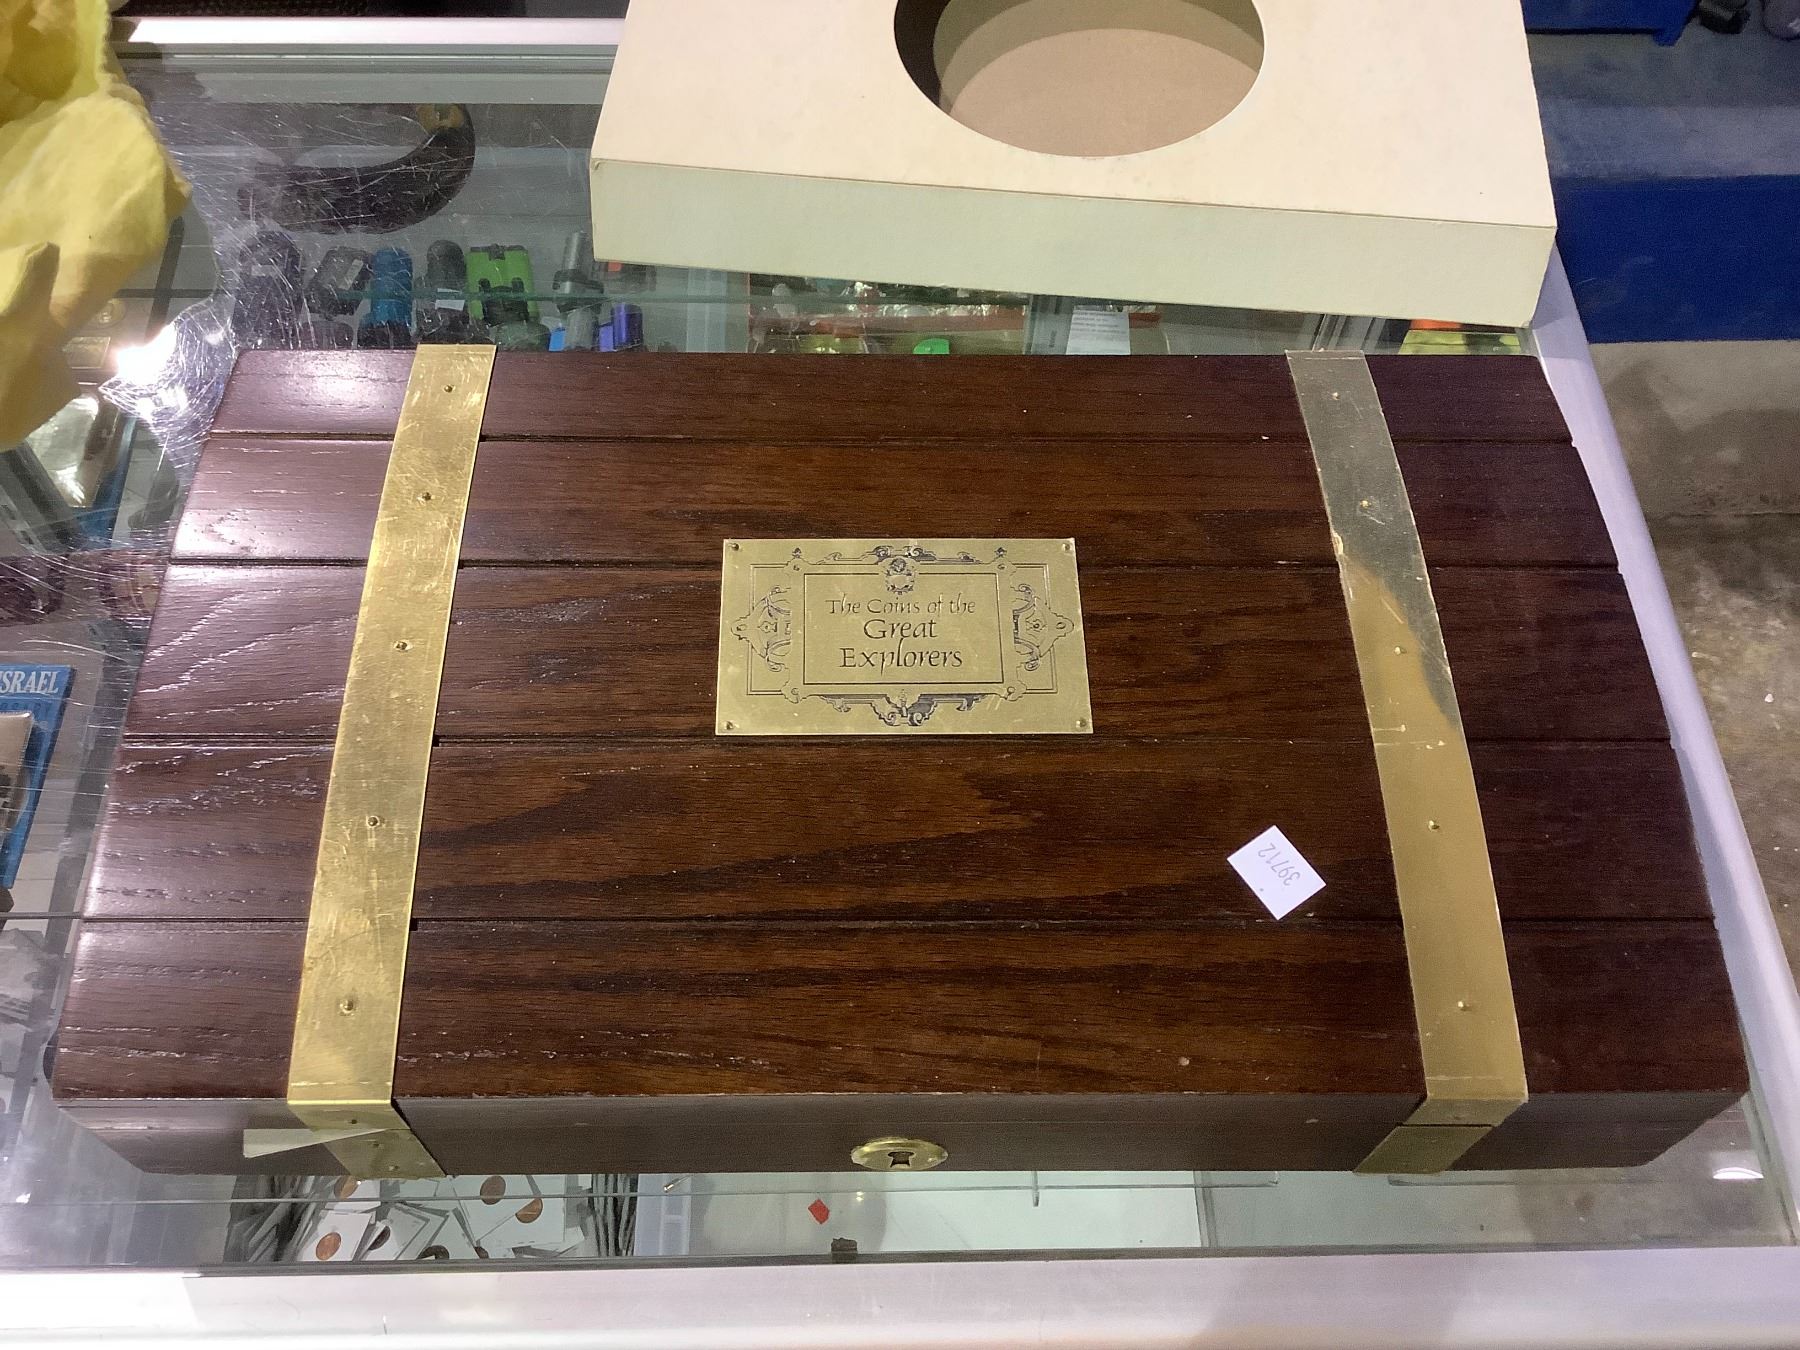 The Coins of the
Great
Explorers
39712
ISRAEL